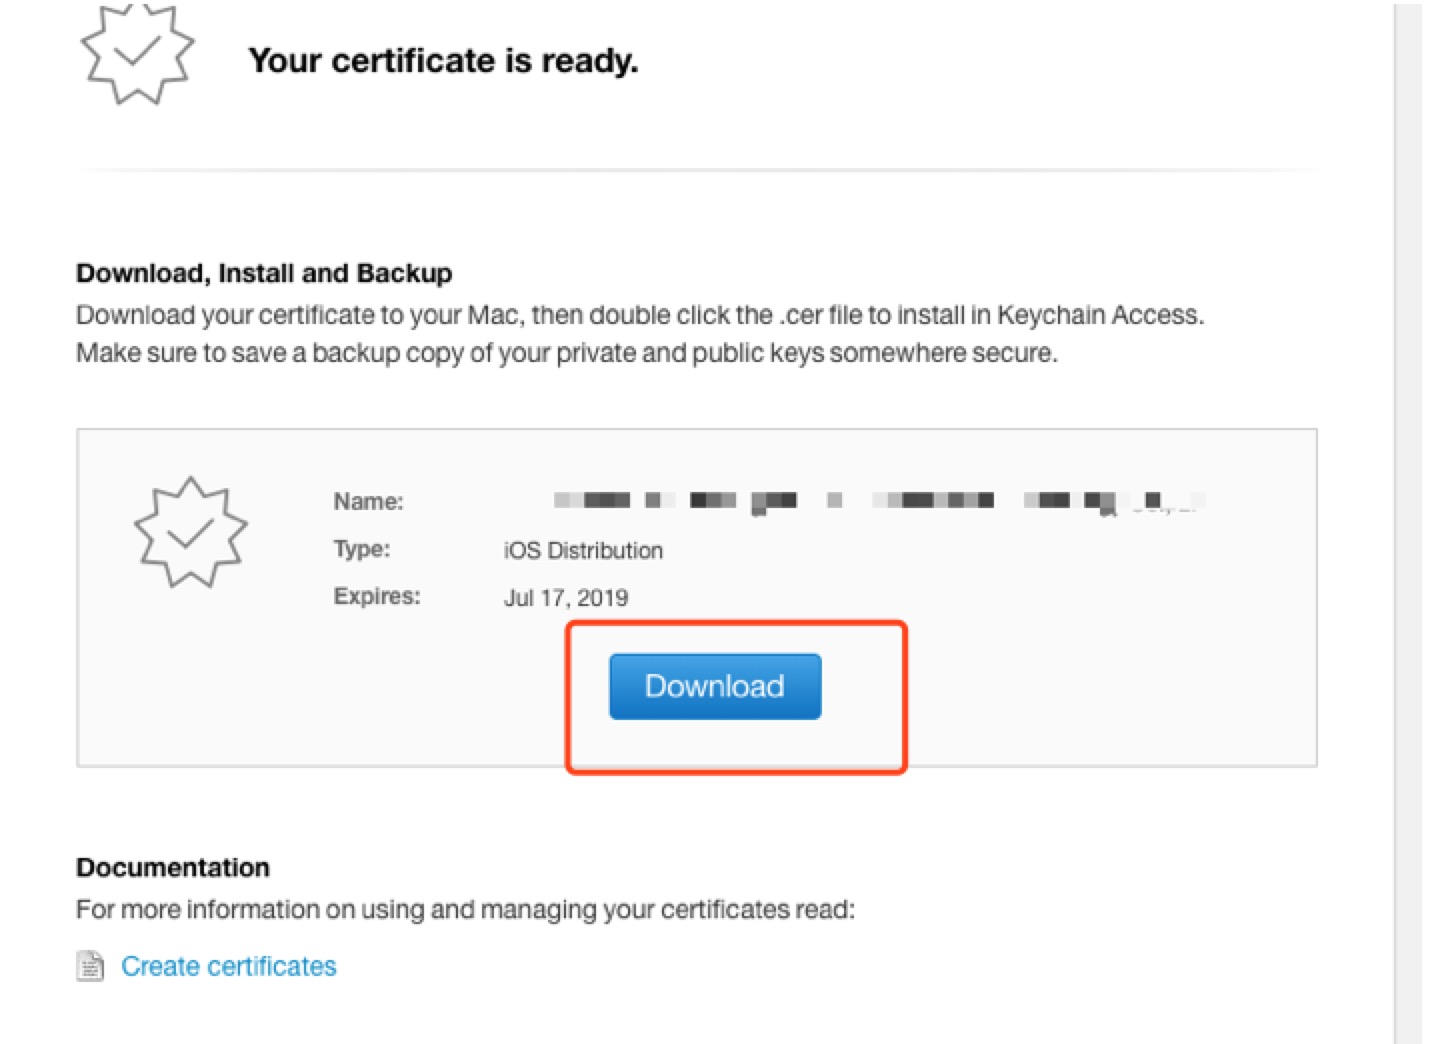 Your certificate is ready.
Download, Install and Backup
Download your certificate to your Mac, then double click the .cer file to install in Keychain Access.
Make sure to save a backup copy of your private and public keys somewhere secure.
Name:
Type: iOS Distribution
Expires: Jul 17, 2019
Download
Documentation
For more information on using and managing your certificates read:
Create certificates